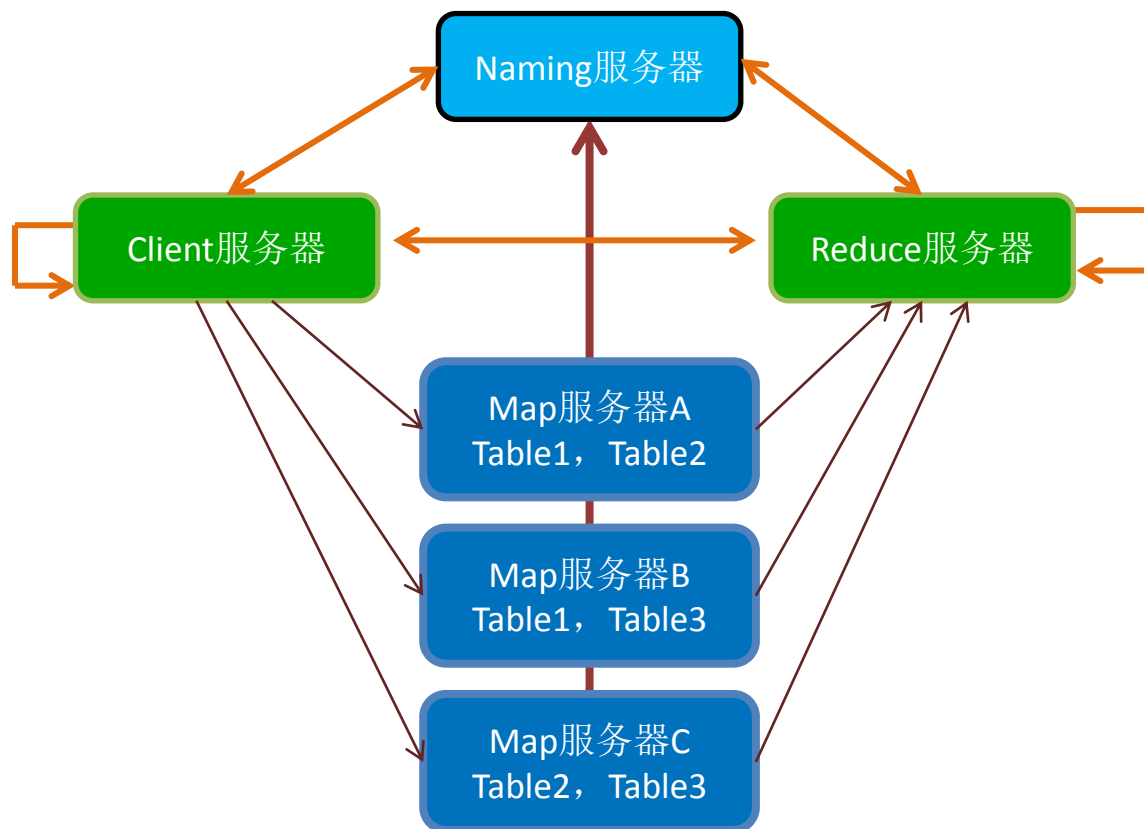 Naming服务器
Client服务器
Reduce服务器
Map服务器A
Table1，Table2
Map服务器B
Table1，Table3
Map服务器C
Table2，Table3